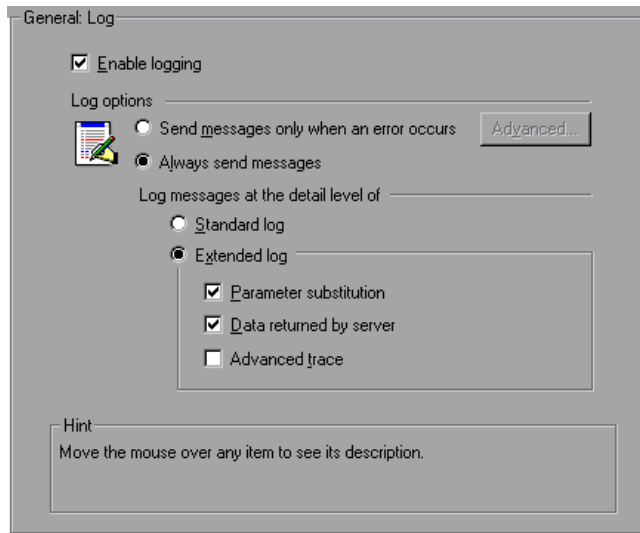 General: Log
Enable logging
Log options
Send messages only when an error occurs
Advanced...
Always send messages
Log messages at the detail level of
Standard log
Extended log
Parameter substitution
Data returned by server
Advanced trace
Hint
Move the mouse over any item to see its description.